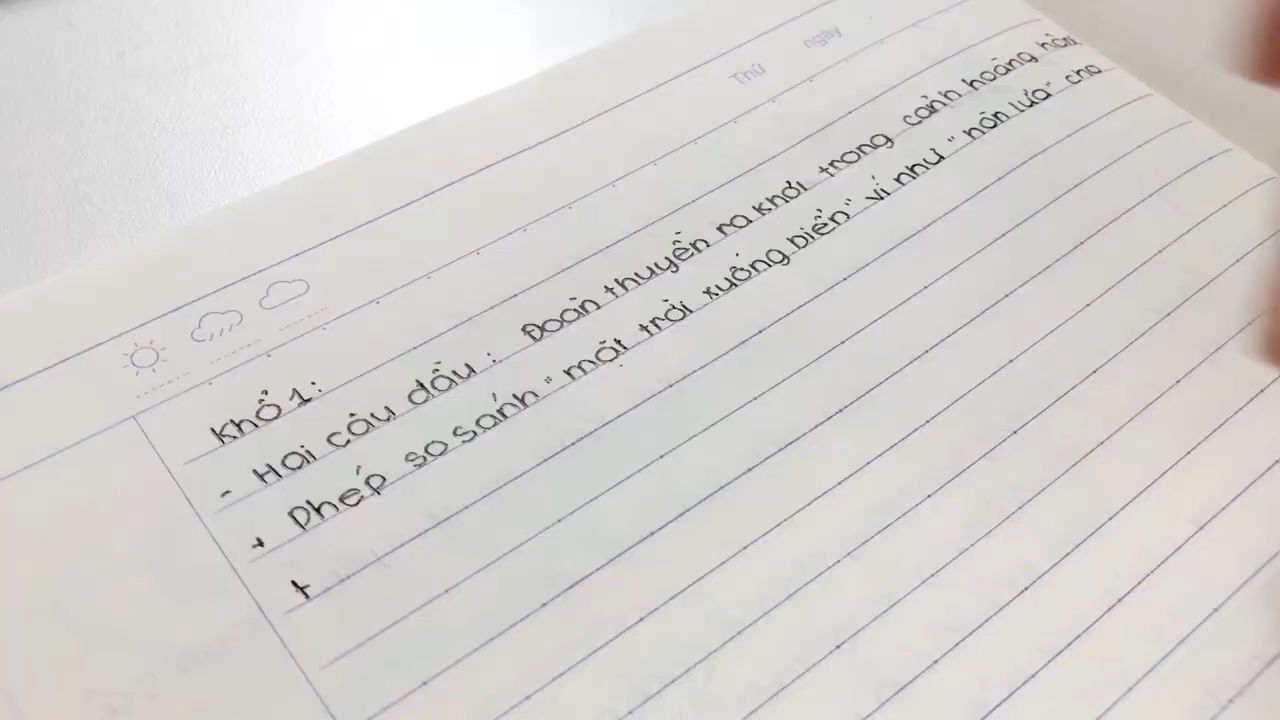 Thứ ngày
Khổ 1:
- Hai câu đầu: Đoàn thuyền ra khơi trong cảnh hoàng hôn
+ Phép so sánh "mặt trời xuống biển" ví như "hòn lửa" cho
+